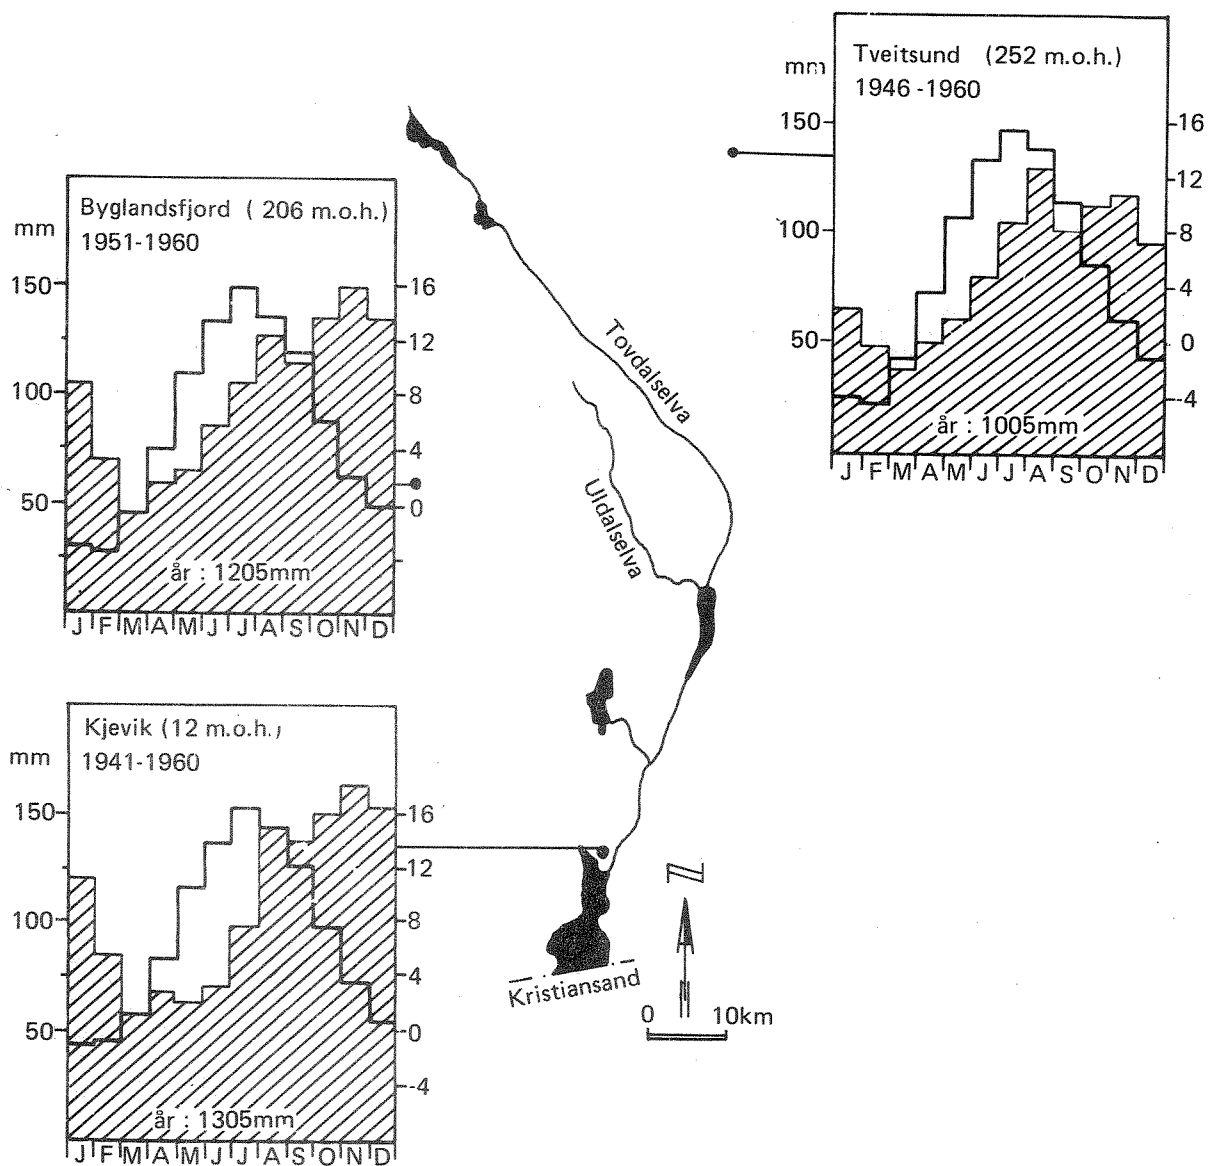 Tveitsund (252 m.o.h.)
1946 -1960
mm
150
100
50
16
12
8
4
0
-4
år : 1005mm
J F M A M J J A S O N D
Byglandsfjord ( 206 m.o.h.)
1951-1960
mm
150
100
50
16
12
8
4
0
år : 1205mm
J F M A M J J A S O N D
Tovdalselva
Uldalselva
Kjevik (12 m.o.h.)
1941-1960
mm
150
100
50
16
12
8
4
0
-4
år : 1305mm
J F M A M J J A S O N D
N
Kristiansand
0 10km